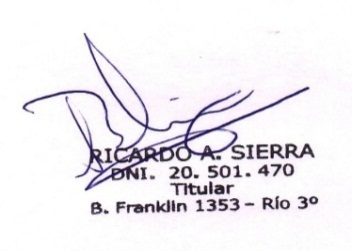 RICARDO A. SIERRA
DNI. 20. 501. 470
Titular
B. Franklin 1353 - Río 3º